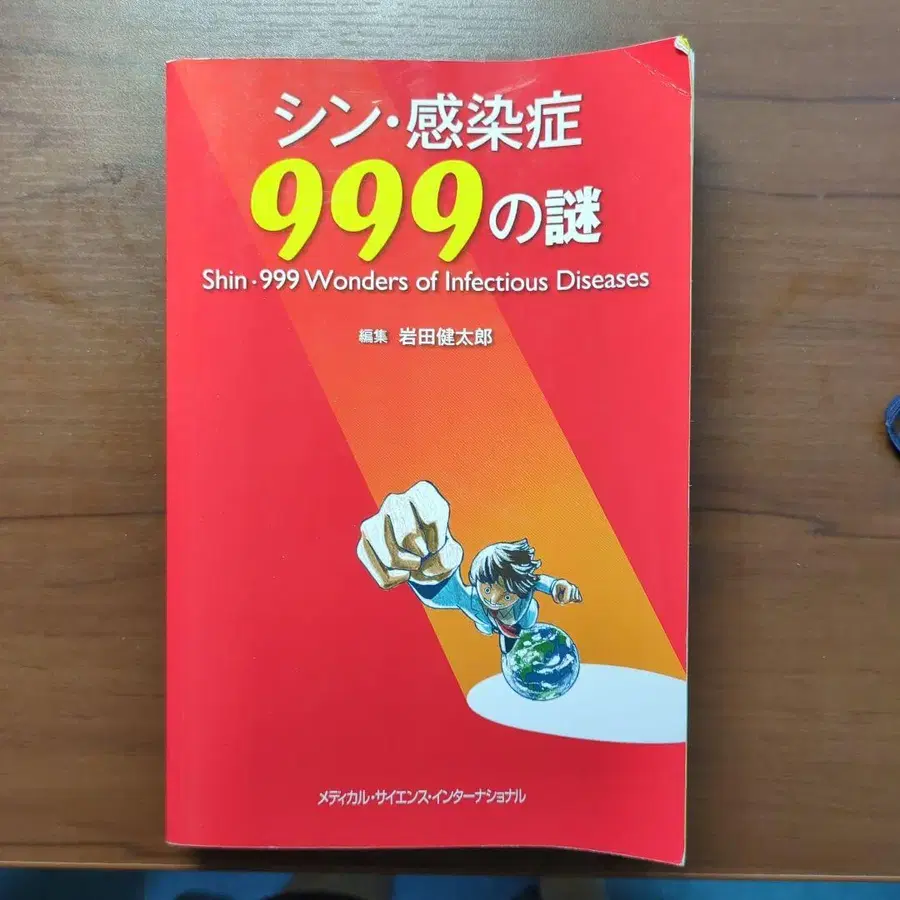 シン・感染症
999の謎
Shin・999 Wonders of Infectious Diseases
編集 岩田健太郎
メディカル・サイエンス・インターナショナル